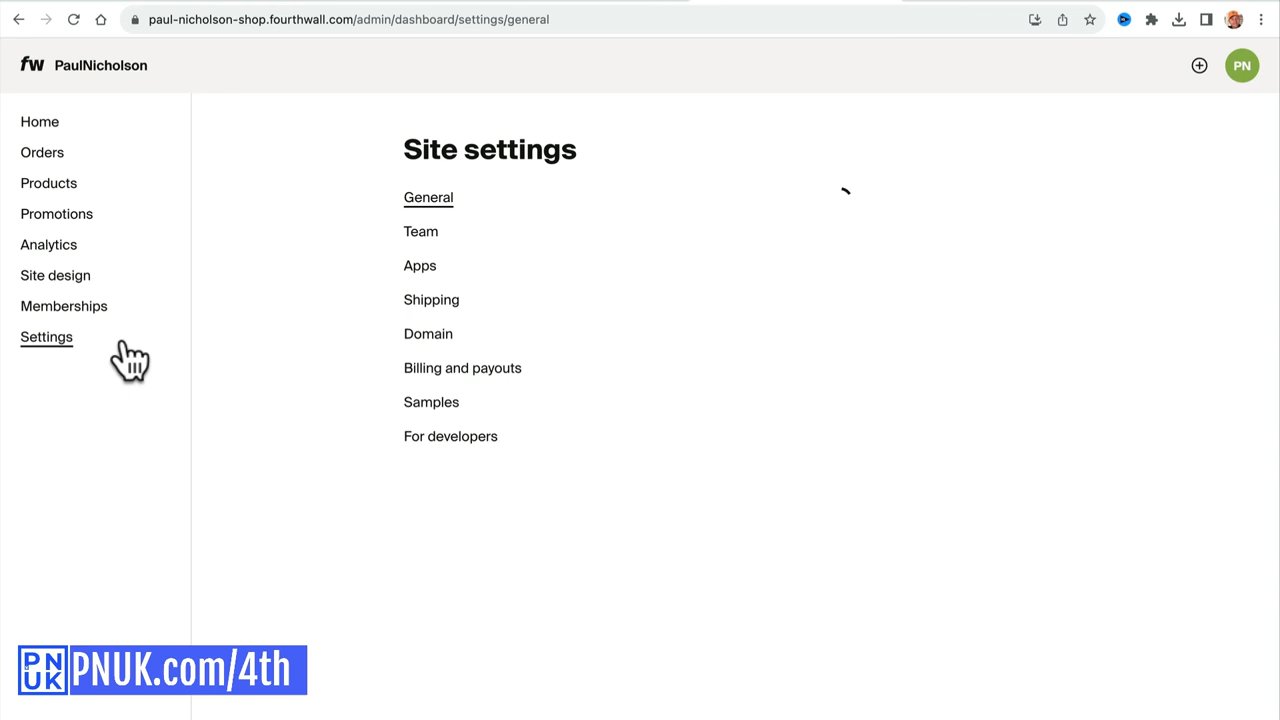 paul-nicholson-shop.fourthwall.com/admin/dashboard/settings/general
fw PaulNicholson
PN
Home
Orders
Products
Promotions
Analytics
Site design
Memberships
Settings
Site settings
General
Team
Apps
Shipping
Domain
Billing and payouts
Samples
For developers
PN
UK
PNUK.com/4th